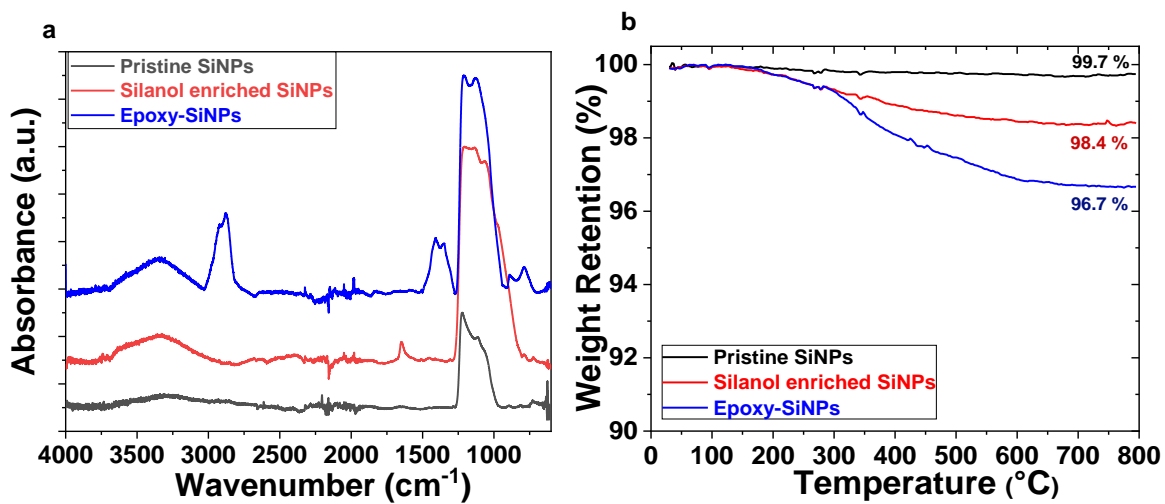 a
Pristine SiNPs
Silanol enriched SiNPs
Epoxy-SiNPs
Absorbance (a.u.)
4000 3500 3000 2500 2000 1500 1000
Wavenumber (cm⁻¹)
b
100
98
96
94
92
90
Weight Retention (%)
99.7 %
98.4 %
96.7 %
Pristine SiNPs
Silanol enriched SiNPs
Epoxy-SiNPs
0 100 200 300 400 500 600 700 800
Temperature (°C)